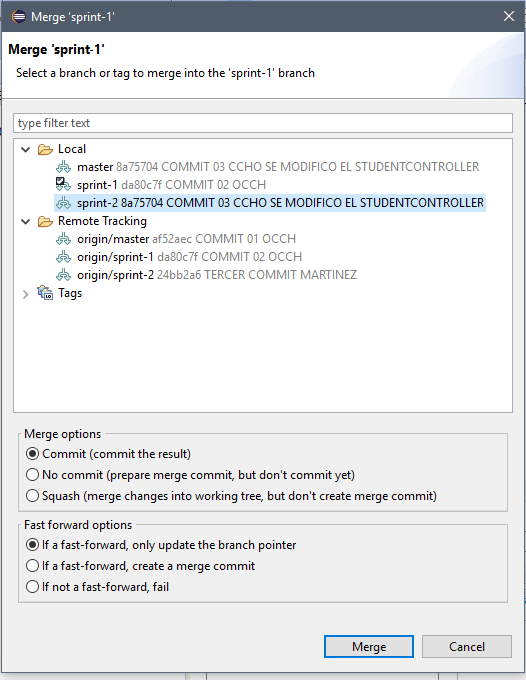 Merge 'sprint-1'
Merge 'sprint-1'
Select a branch or tag to merge into the 'sprint-1' branch
type filter text
Local
master 8a75704 COMMIT 03 CCHO SE MODIFICO EL STUDENTCONTROLLER
sprint-1 da80c7f COMMIT 02 OCCH
sprint-2 8a75704 COMMIT 03 CCHO SE MODIFICO EL STUDENTCONTROLLER
Remote Tracking
origin/master af52aec COMMIT 01 OCCH
origin/sprint-1 da80c7f COMMIT 02 OCCH
origin/sprint-2 24bb2a6 TERCER COMMIT MARTINEZ
Tags
Merge options
Commit (commit the result)
No commit (prepare merge commit, but don't commit yet)
Squash (merge changes into working tree, but don't create merge commit)
Fast forward options
If a fast-forward, only update the branch pointer
If a fast-forward, create a merge commit
If not a fast-forward, fail
Merge Cancel